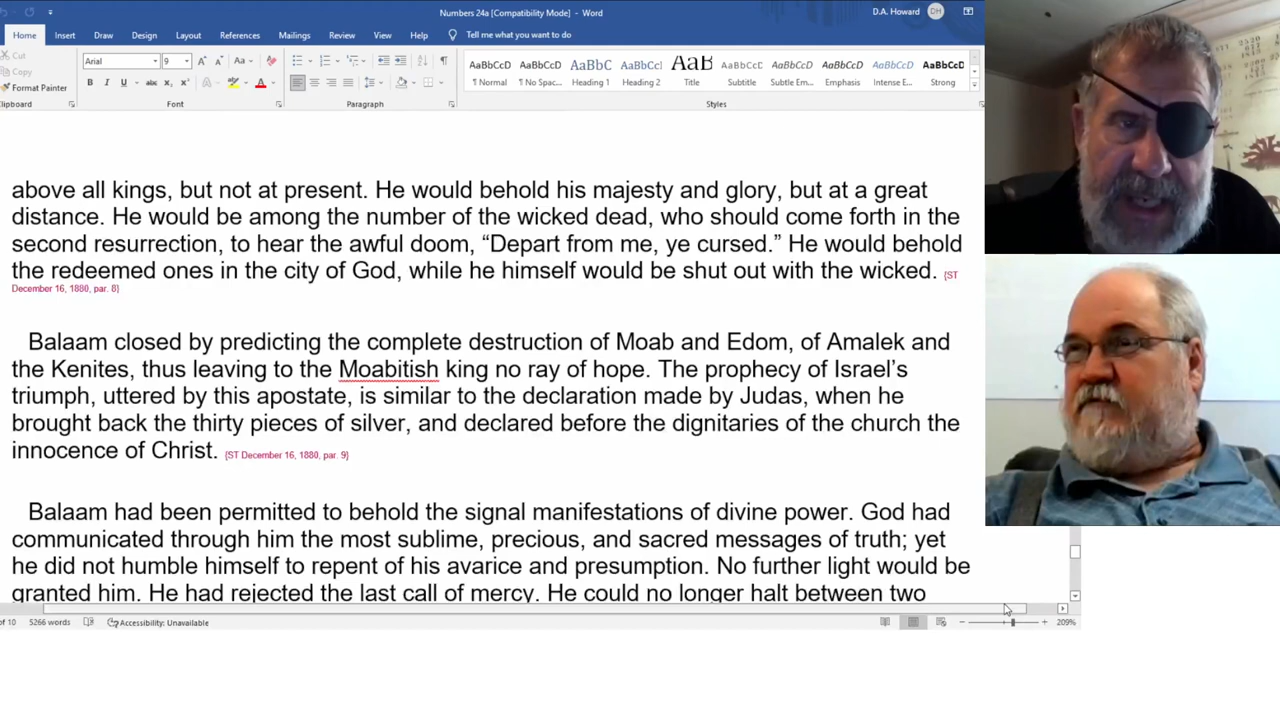 Numbers 24a [Compatibility Mode] - Word
D.A. Howard
DH
Home Insert Draw Design Layout References Mailings Review View Help Tell me what you want to do
Cut
Copy
Format Painter
Clipboard
Arial
9
A A Aa
B I U abc x₂ x² A A
Font
Paragraph
AaBbCcD AaBbCcD AaBbC AaBbCc AaB AaBbCcD AaBbCcD AaBbCcD AaBbCcD AaBbCcD
¶ Normal ¶ No Spac... Heading 1 Heading 2 Title Subtitle Subtle Em... Emphasis Intense E... Strong
Styles
above all kings, but not at present. He would behold his majesty and glory, but at a great
distance. He would be among the number of the wicked dead, who should come forth in the
second resurrection, to hear the awful doom, “Depart from me, ye cursed.” He would behold
the redeemed ones in the city of God, while he himself would be shut out with the wicked. {ST
December 16, 1880, par. 8}
Balaam closed by predicting the complete destruction of Moab and Edom, of Amalek and
the Kenites, thus leaving to the Moabitish king no ray of hope. The prophecy of Israel’s
triumph, uttered by this apostate, is similar to the declaration made by Judas, when he
brought back the thirty pieces of silver, and declared before the dignitaries of the church the
innocence of Christ. {ST December 16, 1880, par. 9}
Balaam had been permitted to behold the signal manifestations of divine power. God had
communicated through him the most sublime, precious, and sacred messages of truth; yet
he did not humble himself to repent of his avarice and presumption. No further light would be
granted him. He had rejected the last call of mercy. He could no longer halt between two
of 10 5266 words Accessibility: Unavailable
209%